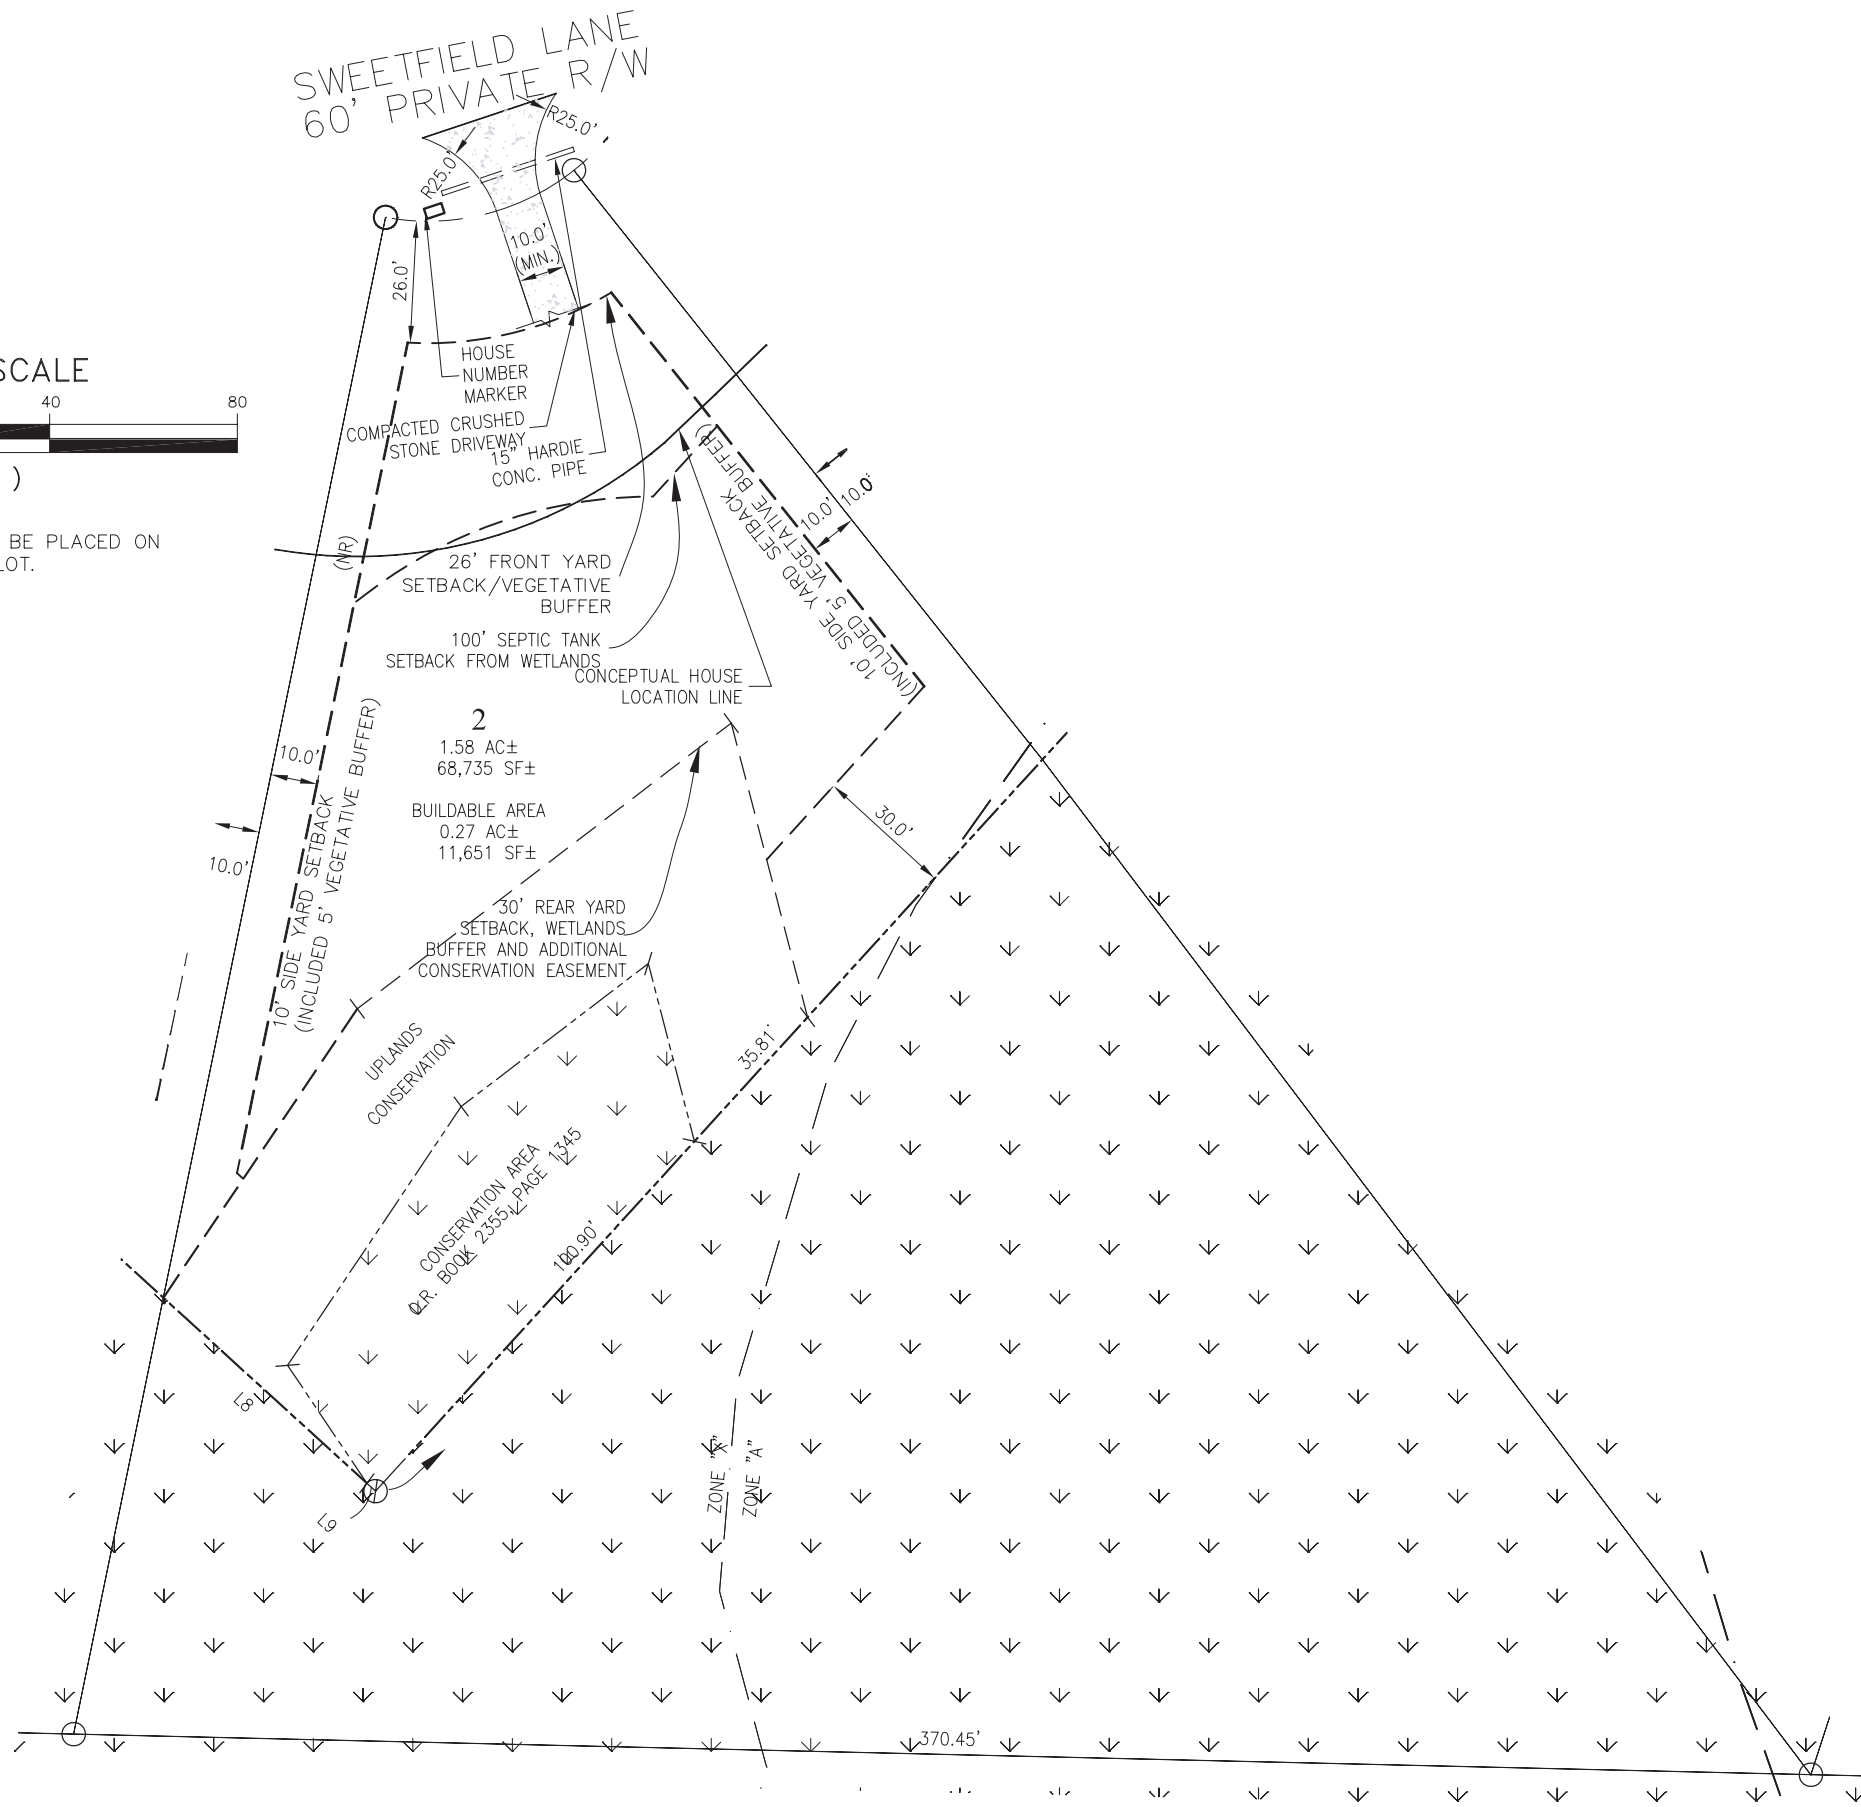 SWEETFIELD LANE
60' PRIVATE R/W
R25.0'
R25.0'
10.0'
(MIN.)
26.0'
SCALE
40
80
)
HOUSE
NUMBER
MARKER
COMPACTED CRUSHED
STONE DRIVEWAY
15" HARDIE
CONC. PIPE
BE PLACED ON
LOT.
(NR)
26' FRONT YARD
SETBACK/VEGETATIVE
BUFFER
100' SEPTIC TANK
SETBACK FROM WETLANDS
CONCEPTUAL HOUSE
LOCATION LINE
10' SIDE YARD SETBACK
(INCLUDED 5' VEGETATIVE BUFFER)
10.0'
10.0'
2
1.58 AC±
68,735 SF±
BUILDABLE AREA
0.27 AC±
11,651 SF±
10.0'
10.0'
10' SIDE YARD SETBACK
(INCLUDED 5' VEGETATIVE BUFFER)
30.0'
30' REAR YARD
SETBACK, WETLANDS
BUFFER AND ADDITIONAL
CONSERVATION EASEMENT
UPLANDS
CONSERVATION
35.81'
CONSERVATION AREA
O.R. BOOK 2355, PAGE 1345
100.90'
L8
L9
ZONE "X"
ZONE "A"
370.45'